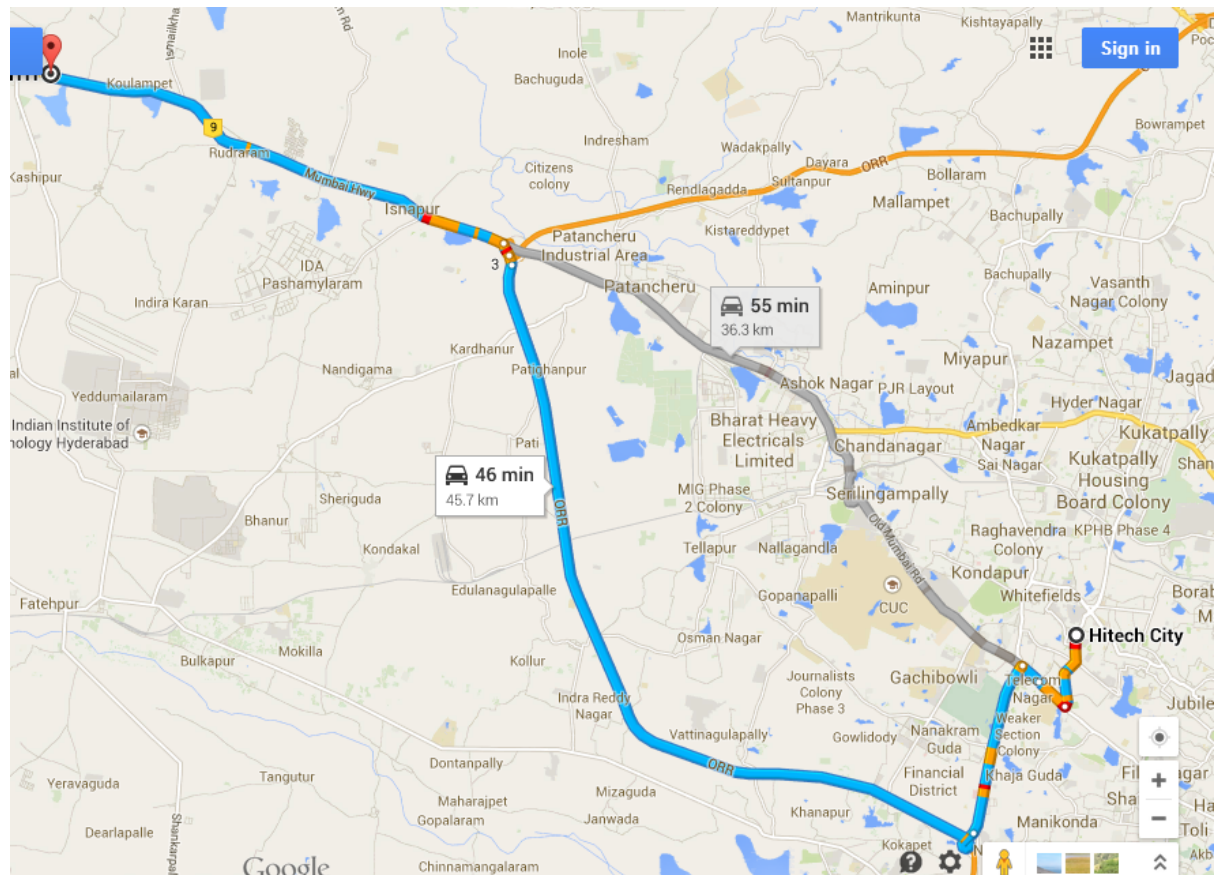 Mantrikunta
Kishtayapally
Sign in
Ismailkha
m Rd
Inole
Bachuguda
Koulampet
9
Rudraram
Indresham
Wadakpally
Bowrampet
Kashipur
Mumbai Hwy
Citizens
colony
Dayara
Sultanpur
ORR
Bollaram
Rendlagadda
Mallampet
Isnapur
Kistareddypet
Bachupally
Patancheru
Industrial Area
3
IDA
Pashamylaram
Indira Karan
Patancheru
Aminpur
Bachupally
Vasanth
Nagar Colony
55 min
36.3 km
Nazampet
Miyapur
Kardhanur
Nandigama
Patighanpur
Ashok Nagar
PJR Layout
Jagad
Yeddumailaram
Hyder Nagar
Indian Institute of
nology Hyderabad
Bharat Heavy
Electricals
Limited
Ambedkar
Nagar
Kukatpally
Pati
Chandanagar
Sai Nagar
Kukatpally
Housing
Board Colony
Shan
46 min
45.7 km
MIG Phase
2 Colony
Serilingampally
Sheriguda
ORR
Bhanur
Old Mumbai Rd
Raghavendra
Colony
KPHB Phase 4
Kondakal
Tellapur
Nallagandla
Kondapur
Edulanagulapalle
Gopanapalli
CUC
Whitefields
Borab
Fatehpur
Hitech City
Osman Nagar
Mokilla
Bulkapur
Kollur
Journalists
Colony
Phase 3
Gachibowli
Telecom
Nagar
Indra Reddy
Nagar
Jubile
Vattinagulapally
Gowlidody
Nanakram
Guda
Weaker
Section
Colony
Dontanpally
ORR
Financial
District
Khaja Guda
Yeravaguda
Tangutur
Mizaguda
Maharajpet
Gopalaram
Janwada
Khanapur
Manikonda
Dearlapalle
Shankarpal
Kokapet
Toli
Google
Chinnamangalaram